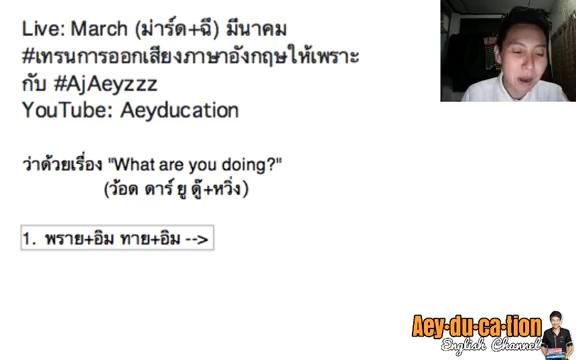 Live: March (ม่าร์ด+ฉึ) มีนาคม
#เทรนการออกเสียงภาษาอังกฤษให้เพราะ
กับ #AjAeyzzz
YouTube: Aeyducation
ว่าด้วยเรื่อง "What are you doing?"
(ว้อด ดาร์ ยู ดู๊+หวิ่ง)
1. พราย+อิม ทาย+อิม -->
Aey·du·ca·tion
English Channel